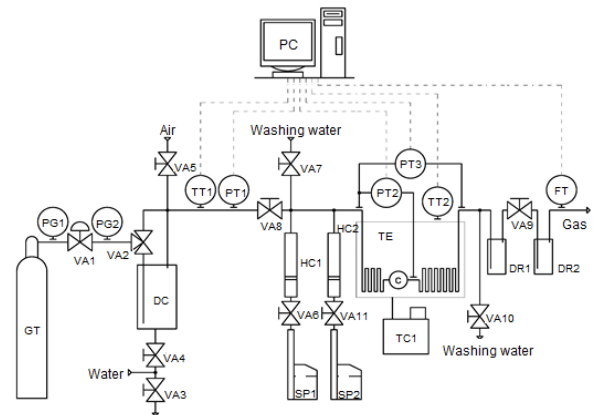 PC
Air
Washing water
VA5
VA7
TT1
PT1
PT3
PT2
TT2
FT
PG1
PG2
VA8
VA9
Gas
VA1
VA2
HC2
TE
HC1
DR1
DR2
DC
C
GT
VA6
VA11
TC1
VA10
VA4
Washing water
Water
VA3
SP1
SP2